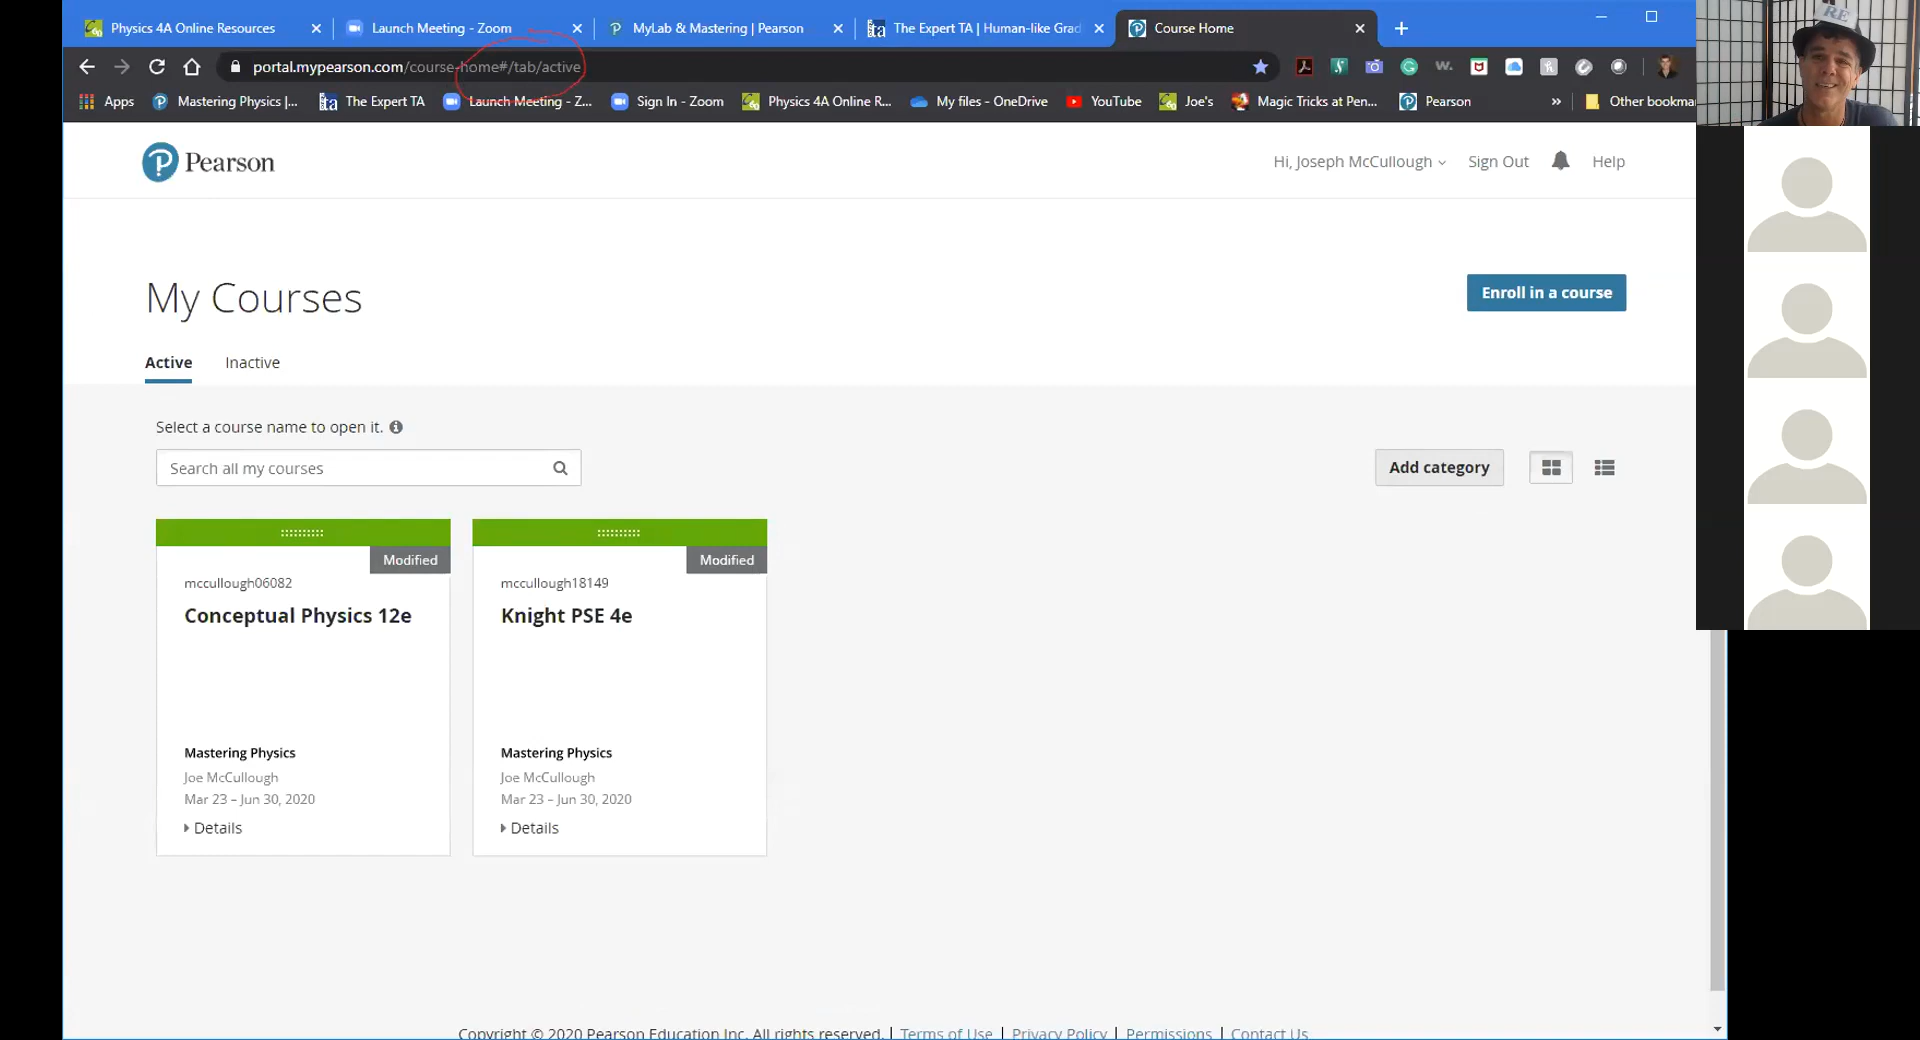 Physics 4A Online Resources
Launch Meeting - Zoom
MyLab & Mastering | Pearson
The Expert TA | Human-like Grad
Course Home
portal.mypearson.com/course-home#/tab/active
Apps
Mastering Physics |...
The Expert TA
Launch Meeting - Z...
Sign In - Zoom
Physics 4A Online R...
My files - OneDrive
YouTube
Joe's
Magic Tricks at Pen...
Pearson
»
Other bookma
Pearson
Hi, Joseph McCullough
Sign Out
Help
RE
My Courses
Enroll in a course
Active
Inactive
Select a course name to open it.
Search all my courses
Add category
Modified
mccullough06082
Conceptual Physics 12e
Mastering Physics
Joe McCullough
Mar 23 – Jun 30, 2020
Details
Modified
mccullough18149
Knight PSE 4e
Mastering Physics
Joe McCullough
Mar 23 – Jun 30, 2020
Details
Copyright © 2020 Pearson Education Inc. All rights reserved. | Terms of Use | Privacy Policy | Permissions | Contact Us